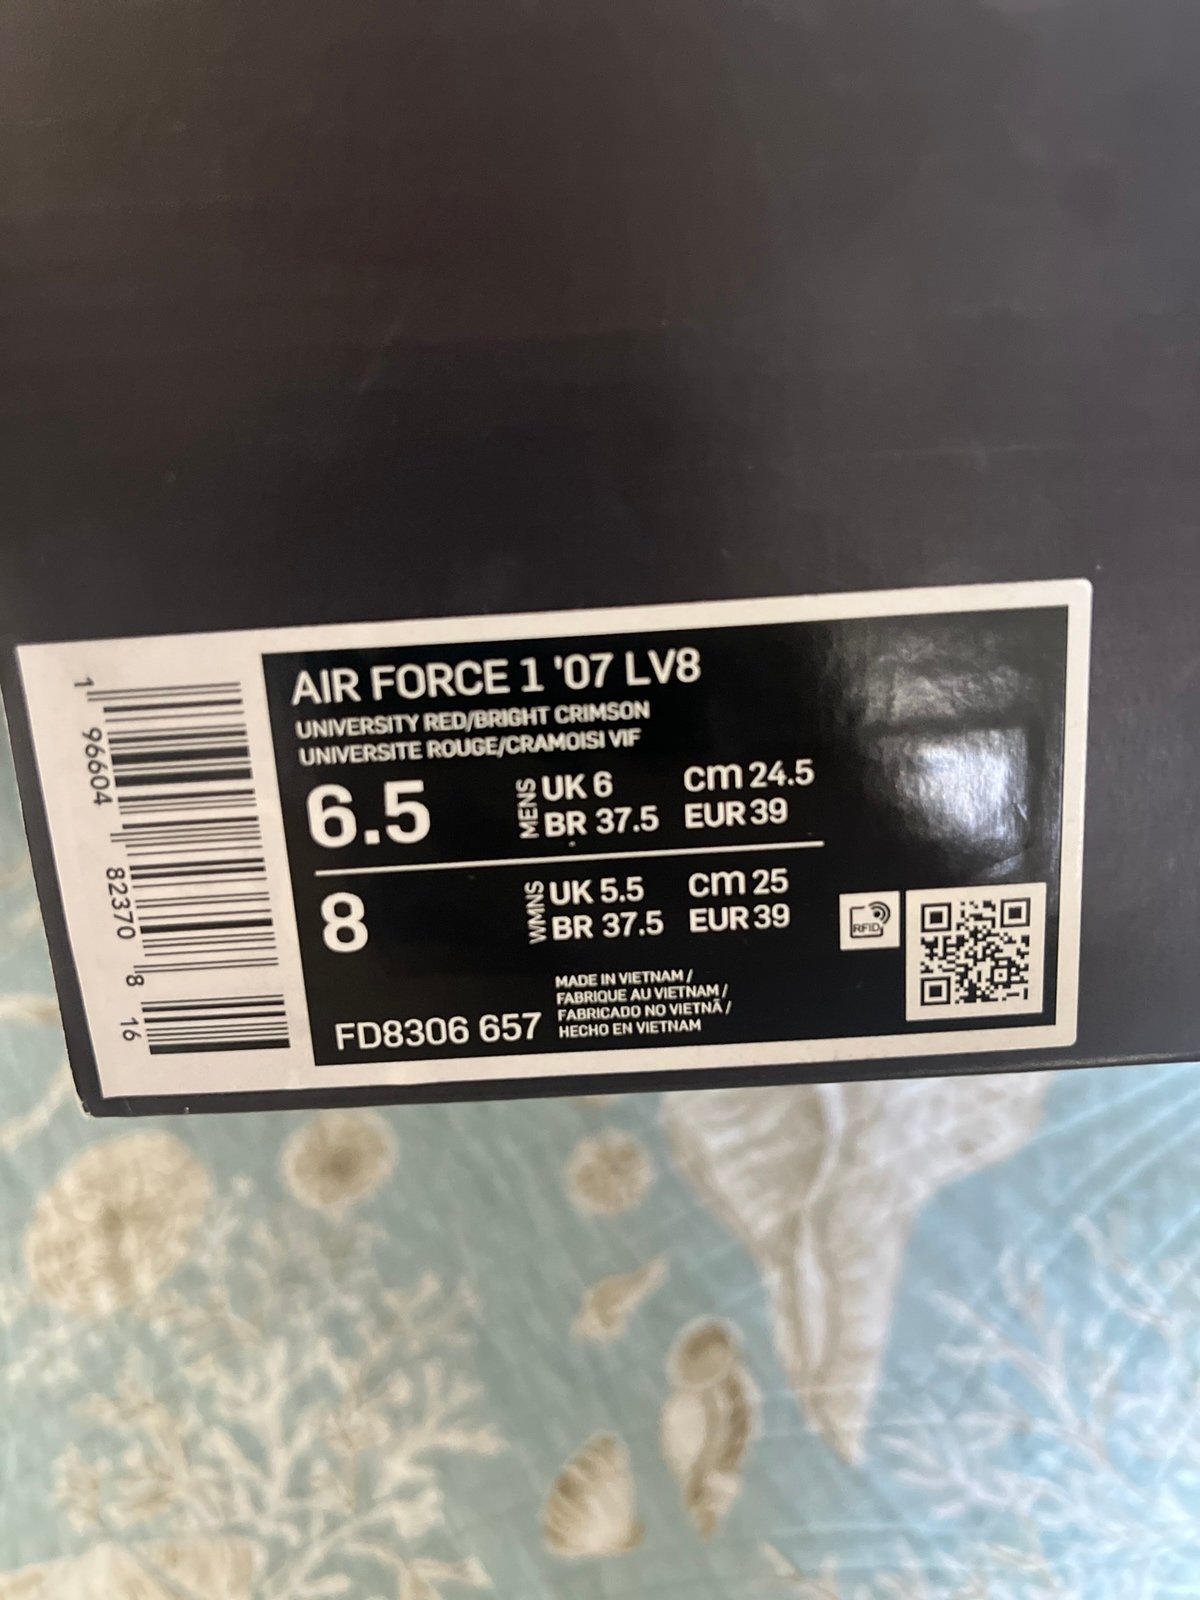 AIR FORCE 1 '07 LV8
UNIVERSITY RED/BRIGHT CRIMSON
UNIVERSITE ROUGE/CRAMOISI VIF
6.5 MENS UK 6 cm 24.5
BR 37.5 EUR 39
8 WMNS UK 5.5 cm 25
BR 37.5 EUR 39
MADE IN VIETNAM /
FABRIQUE AU VIETNAM /
FABRICADO NO VIETNÃ /
HECHO EN VIETNAM
FD8306 657
RFID
1 96604 82370 8 16